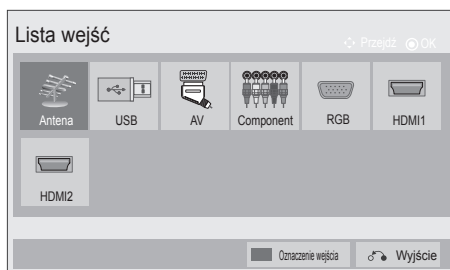 Lista wejść
Przejdź OK
Antena USB AV Component RGB HDMI1
HDMI2
Oznaczenie wejścia Wyjście